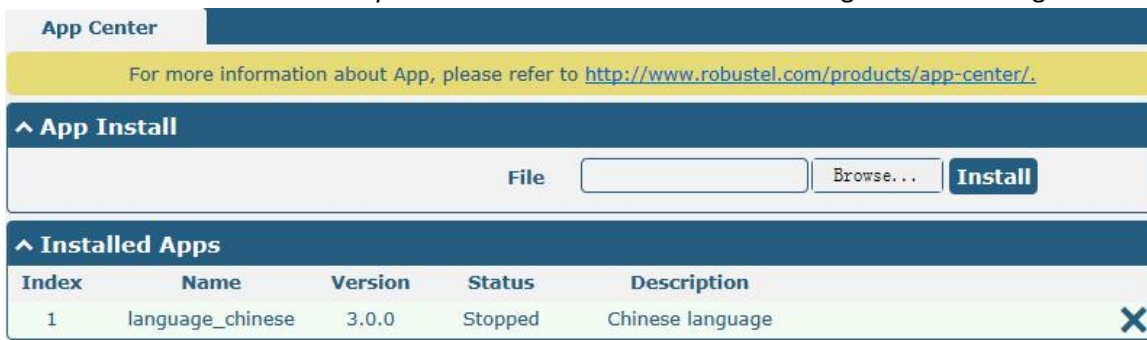 App Center
For more information about App, please refer to http://www.robustel.com/products/app-center/.
App Install
File Browse... Install
Installed Apps
Index Name Version Status Description
1 language_chinese 3.0.0 Stopped Chinese language